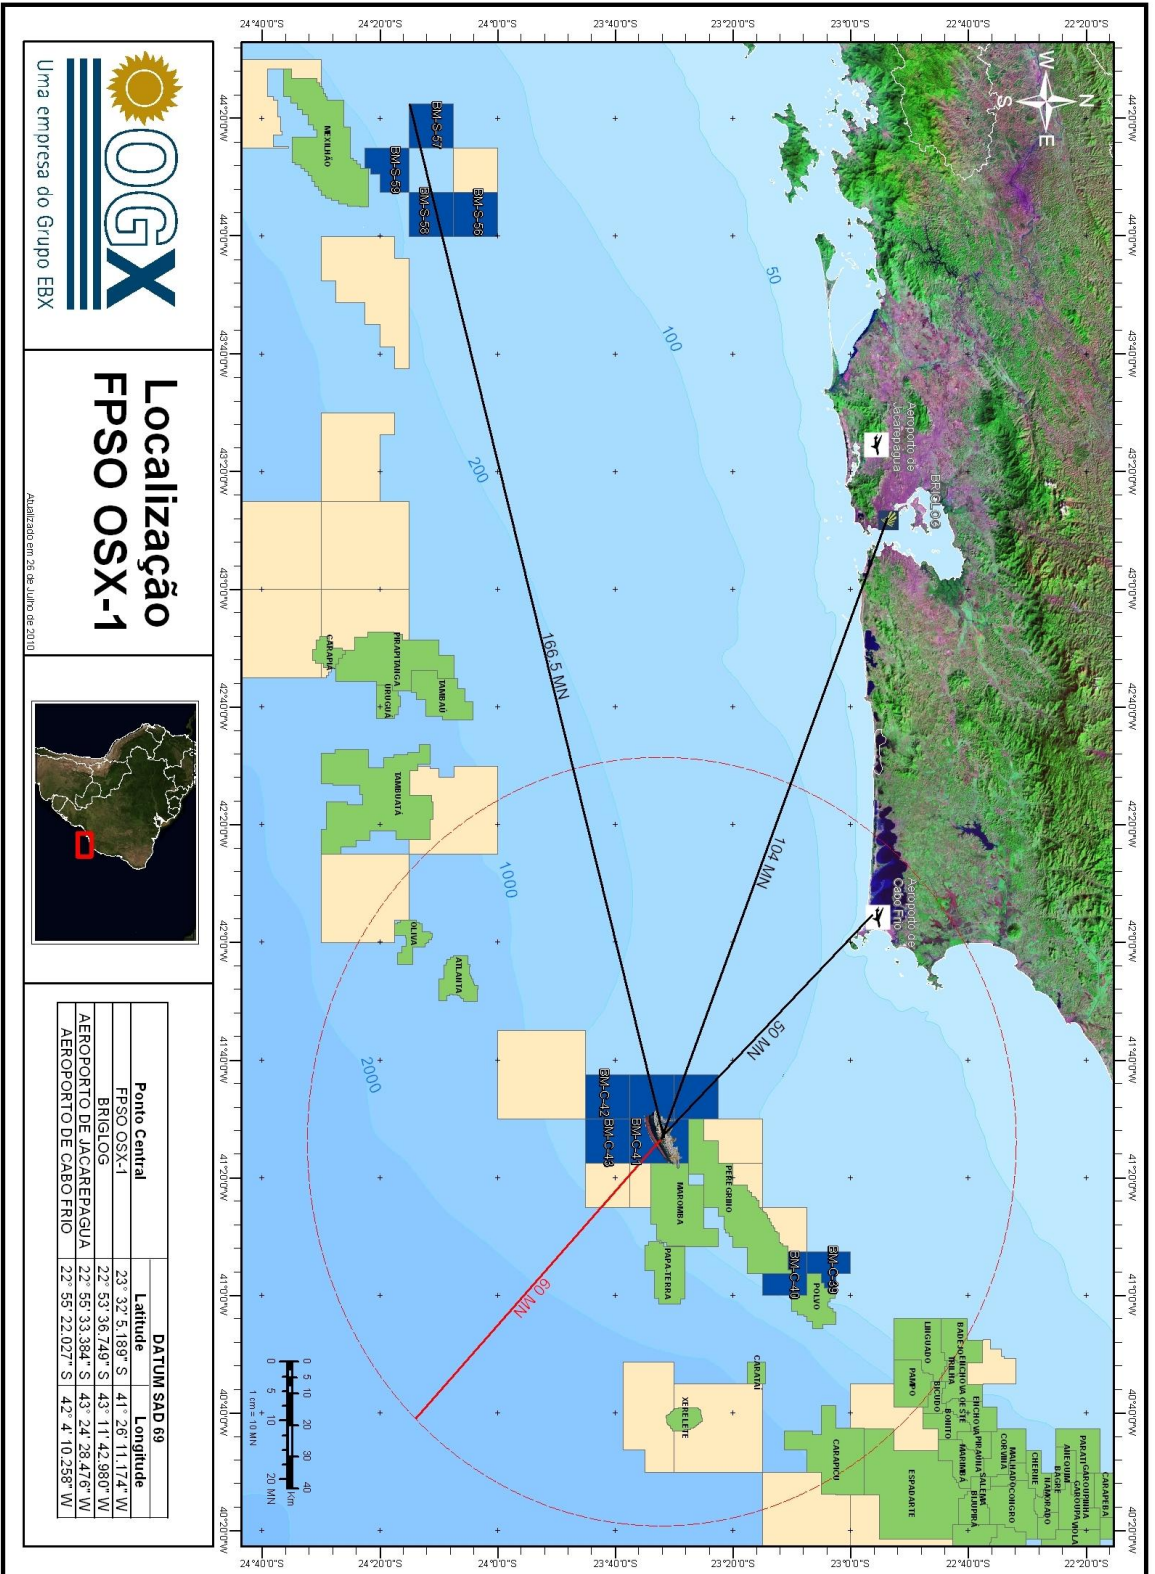 24°40'0"S
24°20'0"S
24°0'0"S
23°40'0"S
23°20'0"S
23°0'0"S
22°40'0"S
22°20'0"S
44°20'0"W
44°0'0"W
43°40'0"W
43°20'0"W
43°0'0"W
42°40'0"W
42°20'0"W
42°0'0"W
41°40'0"W
41°20'0"W
41°0'0"W
40°40'0"W
40°20'0"W
N
W
E
S
50
100
200
1000
2000
Aeroporto de
Jacarepagua
BRIGLOG
Aeroporto de
Cabo Frio
166,5 MN
104 MN
50 MN
60 MN
MEXILHÃO
BM-S-57
BM-S-59
BM-S-58
BM-S-56
CARAPIÁ
PIRAPITANGA
URUGUÁ
TAMBAÚ
TAMBUATÁ
OLIVA
ATLANTA
BM-C-42
BM-C-43
BM-C-41
MAROMBA
PEREGRINO
PAPA-TERRA
BM-C-39
BM-C-40
POLVO
CARATAÍ
XERELETE
CARAPICU
ESPADARTE
LINGUADO
BADEJO
ENCHOVA OESTE
TRILHA
PAMPO
BICUDO
BONITO
ENCHOVA
PIRAÚNA
MARIMBÁ
CORVINA
MALHADO
CONGRO
SALEMA
BIJUPIRÁ
CHERNE
NAMORADO
PARATI
GAROUPINHA
ANEQUIM
BAGRE
GAROUPA
VIOLA
CARAPEBA
0 5 10 20 30 40
Km
0 5 10 20 MN
1 cm = 10 MN
OGX
Uma empresa do Grupo EBX
Localização
FPSO OSX-1
Atualizado em 26 de Julho de 2010
DATUM SAD 69
Ponto Central Latitude Longitude
FPSO OSX-1 23° 32' 5.189" S 41° 26' 11.174" W
BRIGLOG 22° 53' 36.749" S 43° 11' 42.980" W
AEROPORTO DE JACAREPAGUA 22° 55' 33.384" S 43° 24' 28.476" W
AEROPORTO DE CABO FRIO 22° 55' 22.027" S 42° 4' 10.258" W